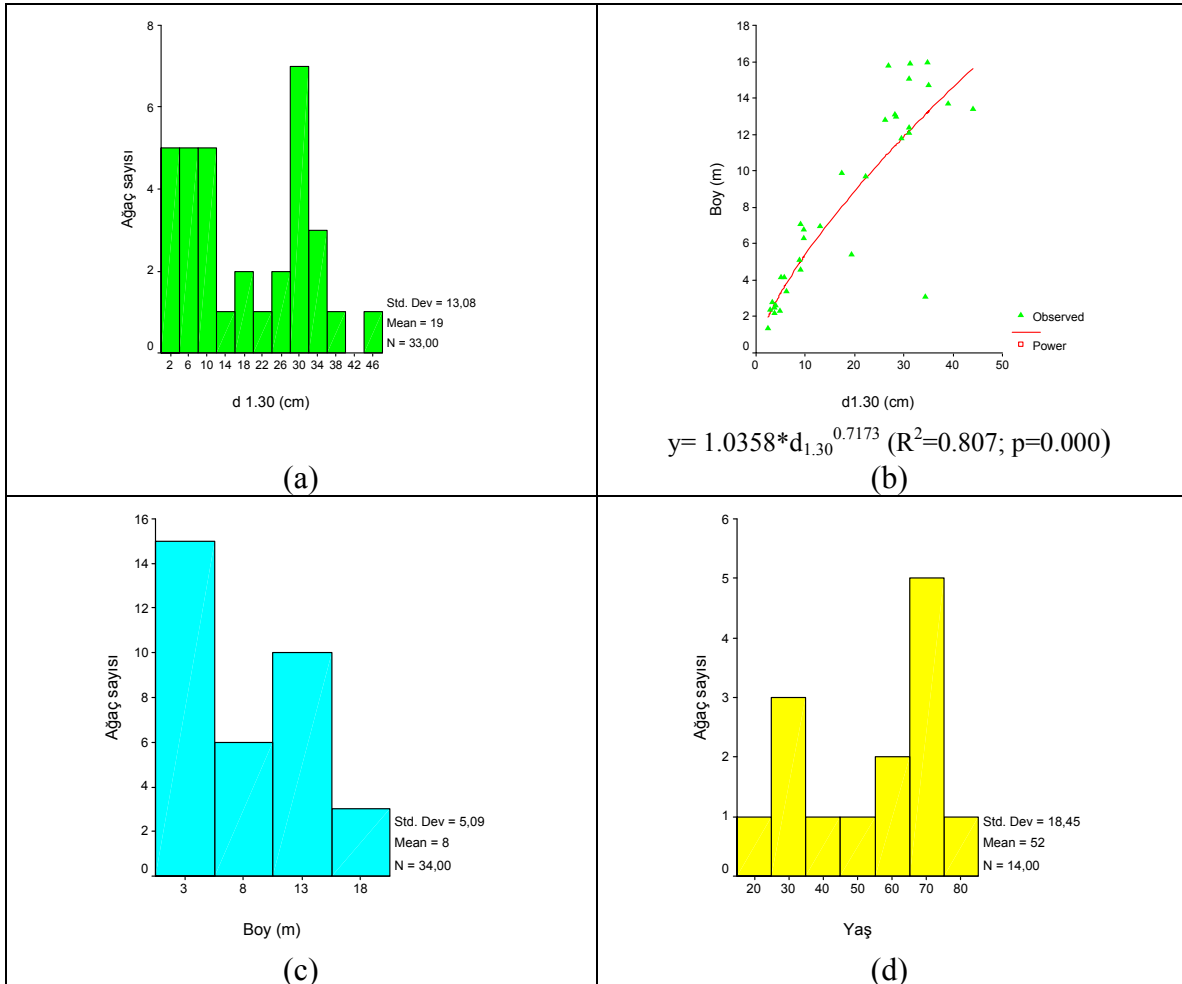 8
6
4
2
0
Ağaç sayısı
2 6 10 14 18 22 26 30 34 38 42 46
d 1.30 (cm)
Std. Dev = 13,08
Mean = 19
N = 33,00
(a)
18
16
14
12
10
8
6
4
2
0
Boy (m)
0 10 20 30 40 50
d1.30 (cm)
Observed
Power
y= 1.0358*d1.30^0.7173 (R^2=0.807; p=0.000)
(b)
16
14
12
10
8
6
4
2
0
Ağaç sayısı
3 8 13 18
Boy (m)
Std. Dev = 5,09
Mean = 8
N = 34,00
(c)
6
5
4
3
2
1
0
Ağaç sayısı
20 30 40 50 60 70 80
Yaş
Std. Dev = 18,45
Mean = 52
N = 14,00
(d)